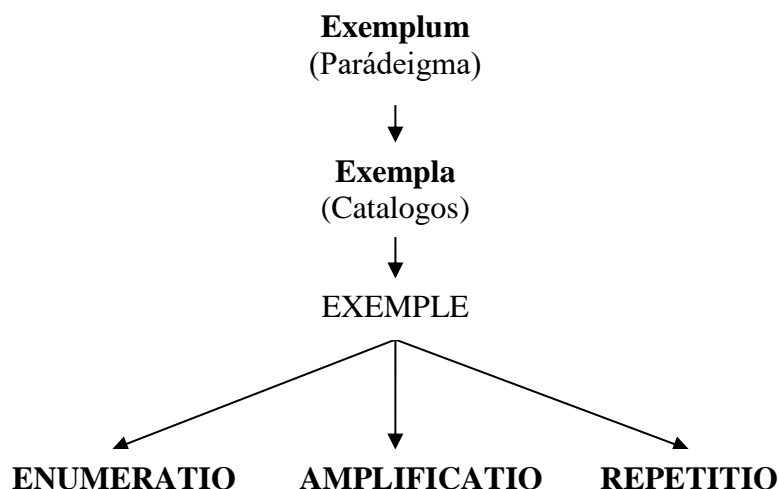 Exemplum
(Parádeigma)
Exempla
(Catalogos)
EXEMPLE
ENUMERATIO AMPLIFICATIO REPETITIO